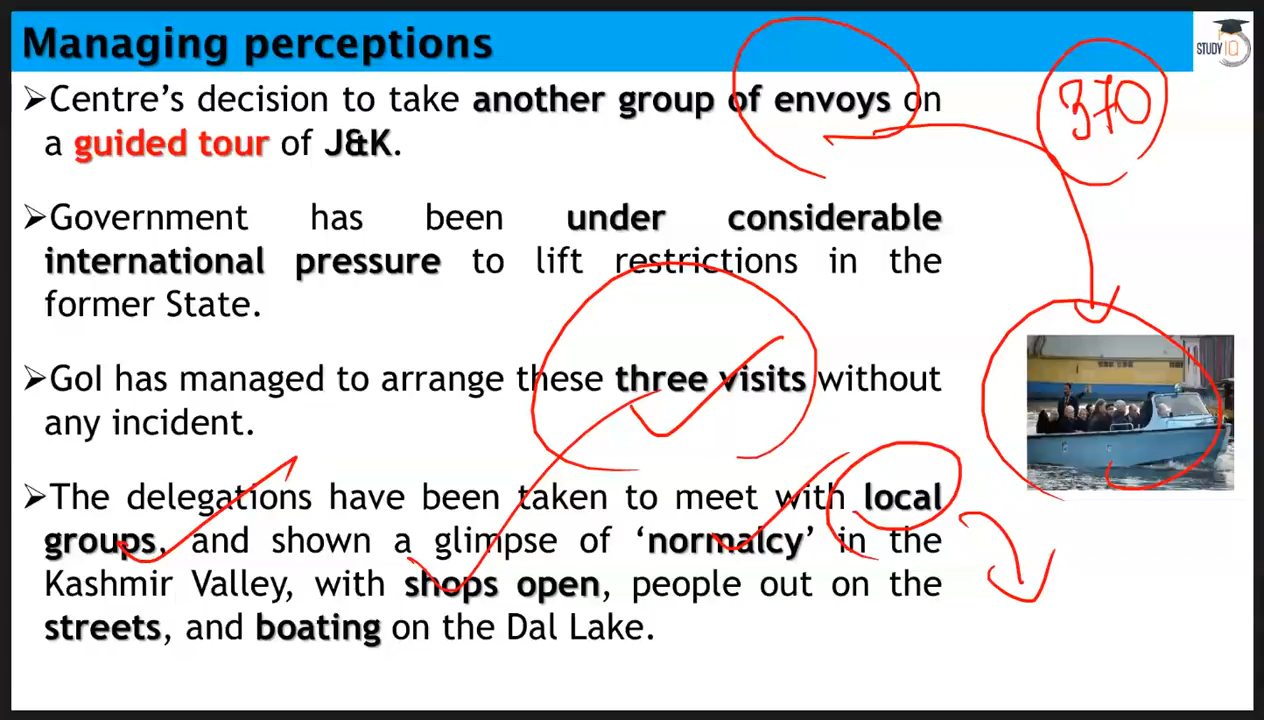 Managing perceptions
STUDY IQ
➢Centre’s decision to take another group of envoys on
a guided tour of J&K.
370
➢Government has been under considerable
international pressure to lift restrictions in the
former State.
➢GoI has managed to arrange these three visits without
any incident.
➢The delegations have been taken to meet with local
groups, and shown a glimpse of ‘normalcy’ in the
Kashmir Valley, with shops open, people out on the
streets, and boating on the Dal Lake.